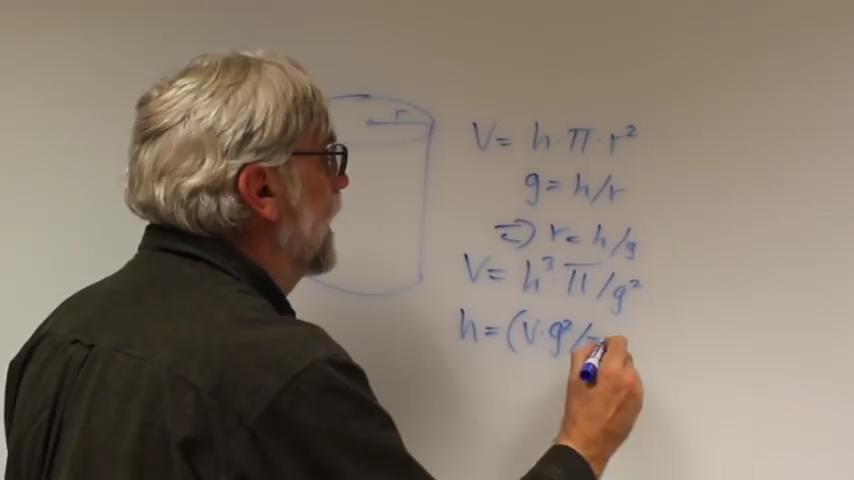 r
V = h · π · r²
g = h/r
=> r = h/g
V = h³ · π/g²
h = (V · g²/